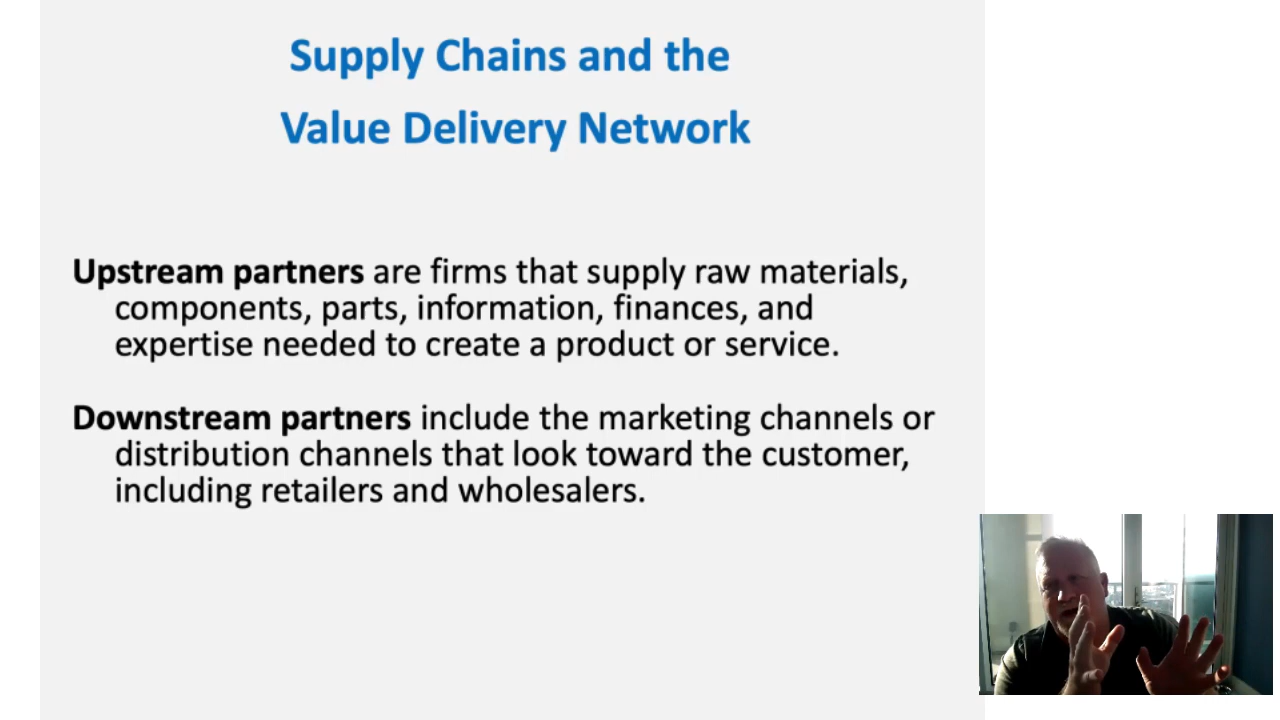 Supply Chains and the
Value Delivery Network
Upstream partners are firms that supply raw materials,
components, parts, information, finances, and
expertise needed to create a product or service.
Downstream partners include the marketing channels or
distribution channels that look toward the customer,
including retailers and wholesalers.